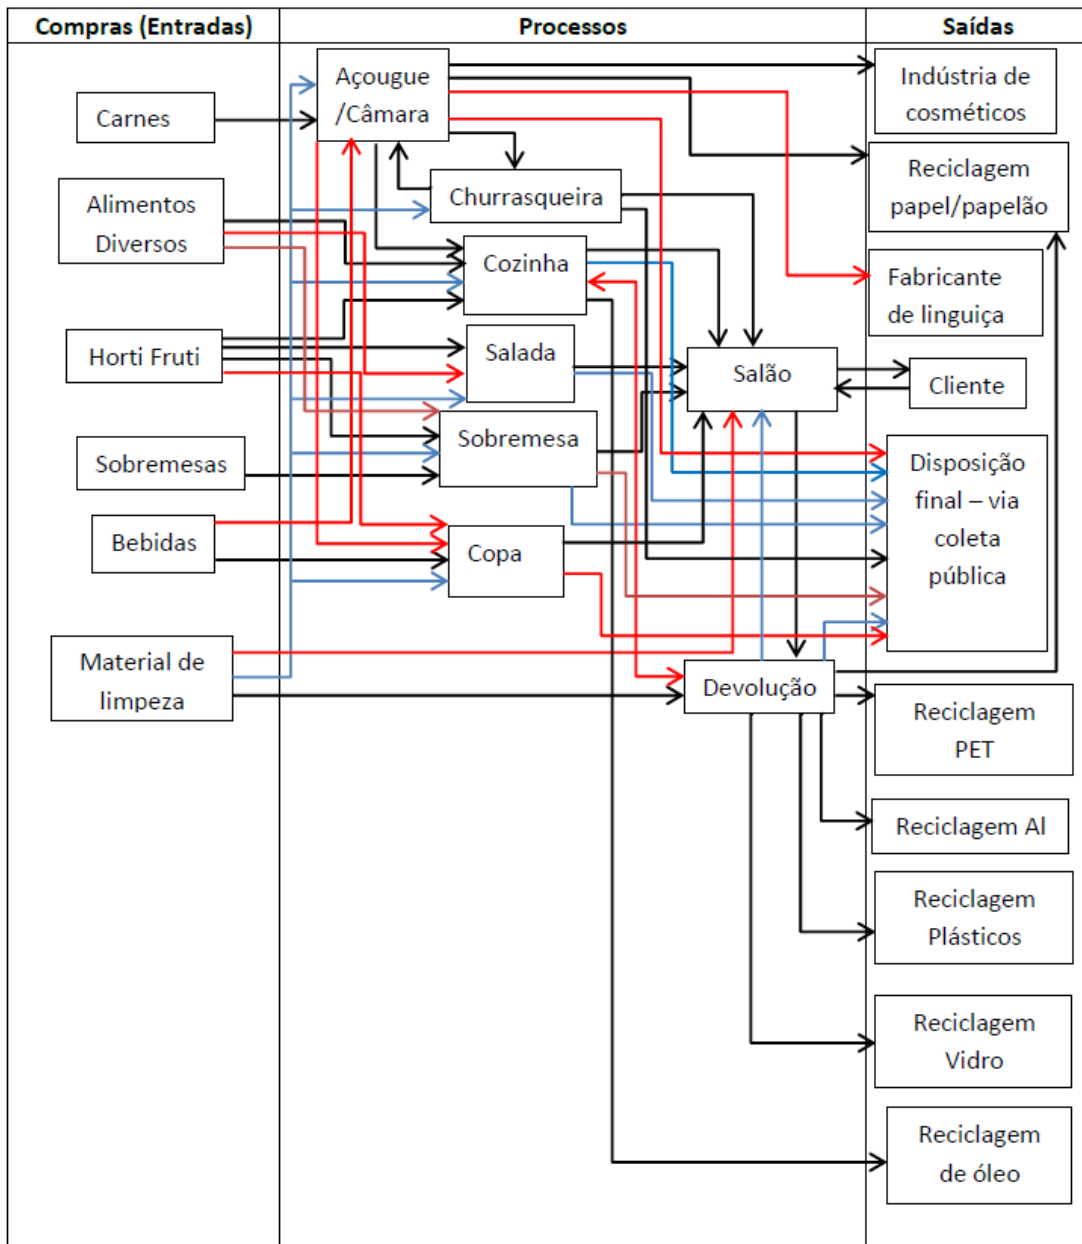 Compras (Entradas)
Processos
Saídas
Carnes
Alimentos
Diversos
Horti Fruti
Sobremesas
Bebidas
Material de
limpeza
Açougue
/Câmara
Churrasqueira
Cozinha
Salada
Sobremesa
Copa
Salão
Devolução
Indústria de
cosméticos
Reciclagem
papel/papelão
Fabricante
de linguiça
Cliente
Disposição
final – via
coleta
pública
Reciclagem
PET
Reciclagem Al
Reciclagem
Plásticos
Reciclagem
Vidro
Reciclagem
de óleo